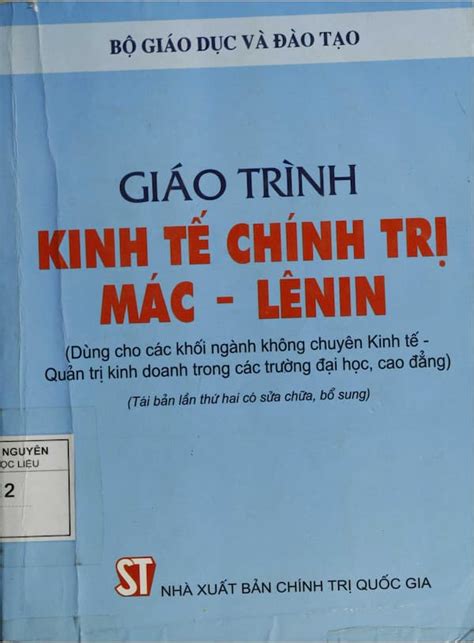 BỘ GIÁO DỤC VÀ ĐÀO TẠO
GIÁO TRÌNH
KINH TẾ CHÍNH TRỊ
MÁC - LÊNIN
(Dùng cho các khối ngành không chuyên Kinh tế -
Quản trị kinh doanh trong các trường đại học, cao đẳng)
(Tái bản lần thứ hai có sửa chữa, bổ sung)
NGUYÊN
ỌC LIỆU
2
ST
NHÀ XUẤT BẢN CHÍNH TRỊ QUỐC GIA